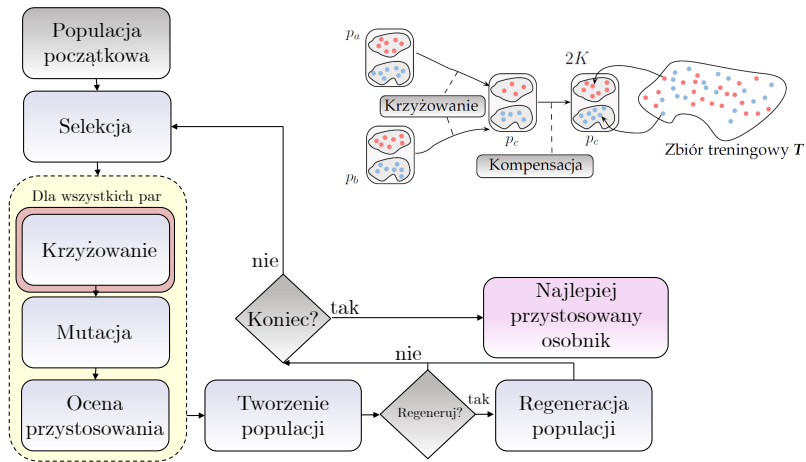 Populacja
początkowa
Selekcja
Dla wszystkich par
Krzyżowanie
Mutacja
Ocena
przystosowania
Tworzenie
populacji
Regeneruj?
tak
nie
Regeneracja
populacji
Koniec?
nie
tak
Najlepiej
przystosowany
osobnik
p_a
Krzyżowanie
p_b
p_c
Kompensacja
2K
p_c
Zbiór treningowy T